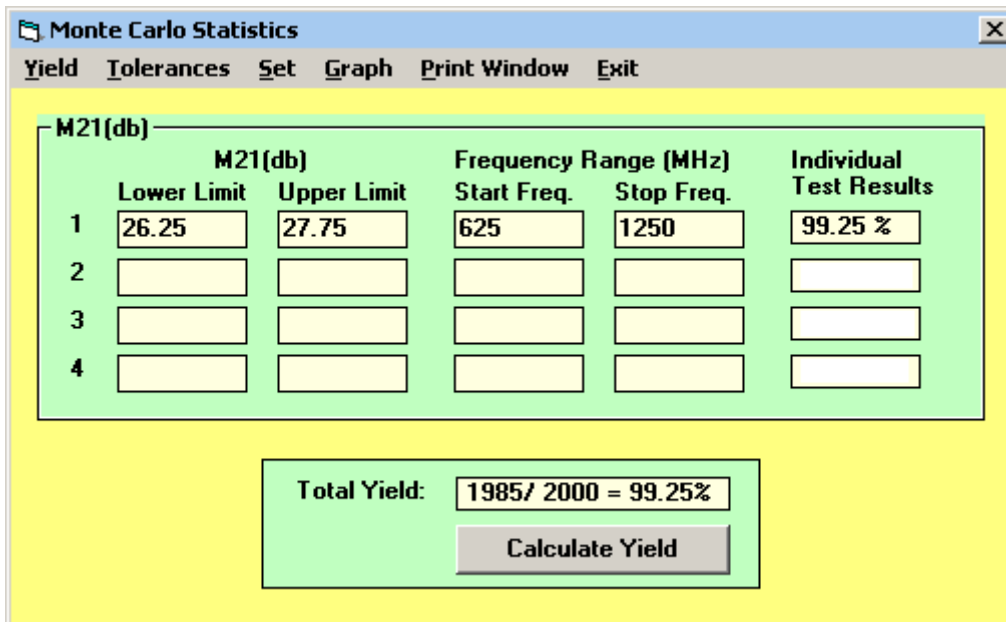 Monte Carlo Statistics
Yield Tolerances Set Graph Print Window Exit
M21(db)
M21(db) Frequency Range (MHz) Individual
Lower Limit Upper Limit Start Freq. Stop Freq. Test Results
1 26.25 27.75 625 1250 99.25 %
2
3
4
Total Yield: 1985/ 2000 = 99.25%
Calculate Yield